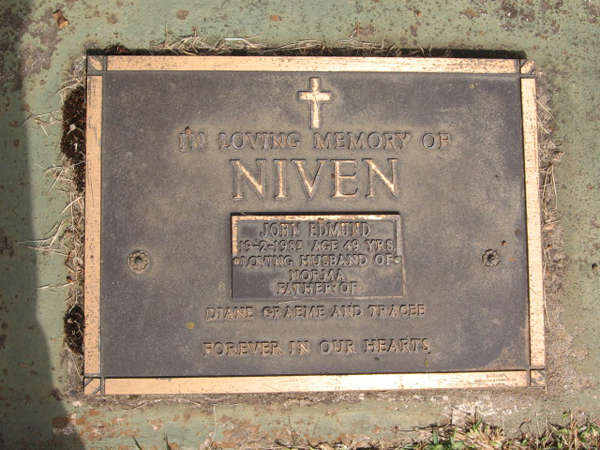 IN LOVING MEMORY OF
NIVEN
JOHN EDMUND
19-2-1983 AGE 49 YRS.
LOVING HUSBAND OF
NORMA
FATHER OF
DIANE GRAEME AND TRACEE
FOREVER IN OUR HEARTS